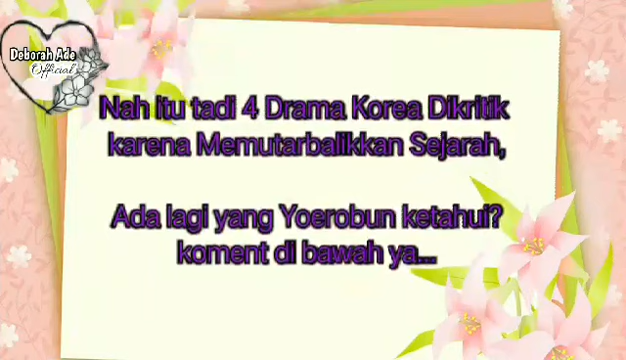 Deborah Ade
Official
Nah itu tadi 4 Drama Korea Dikritik
karena Memutarbalikkan Sejarah,
Ada lagi yang Yoerobun ketahui?
koment di bawah ya...